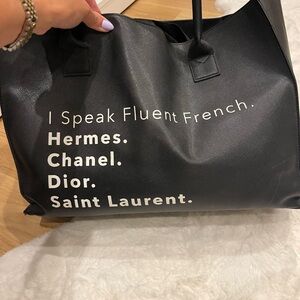 I Speak Fluent French.
Hermes.
Chanel.
Dior.
Saint Laurent.